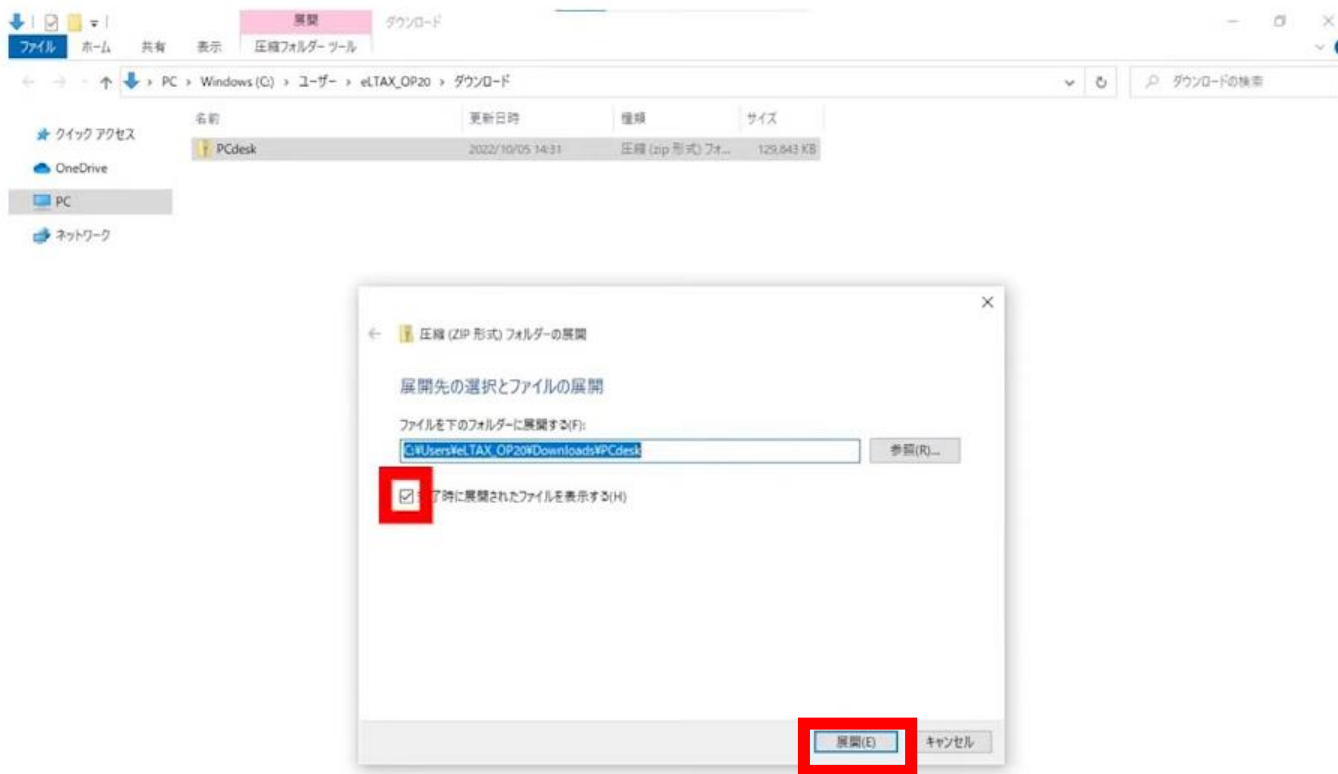 展開
ダウンロード
ファイル ホーム 共有 表示 圧縮フォルダー ツール
PC › Windows (C:) › ユーザー › eLTAX_OP20 › ダウンロード
ダウンロードの検索
名前 更新日時 種類 サイズ
クイック アクセス
PCdesk 2022/10/05 14:31 圧縮 (zip 形式) フォ... 129,843 KB
OneDrive
PC
ネットワーク
圧縮 (ZIP 形式) フォルダーの展開
展開先の選択とファイルの展開
ファイルを下のフォルダーに展開する(F):
C:¥Users¥eLTAX_OP20¥Downloads¥PCdesk
参照(R)...
了時に展開されたファイルを表示する(H)
展開(E) キャンセル